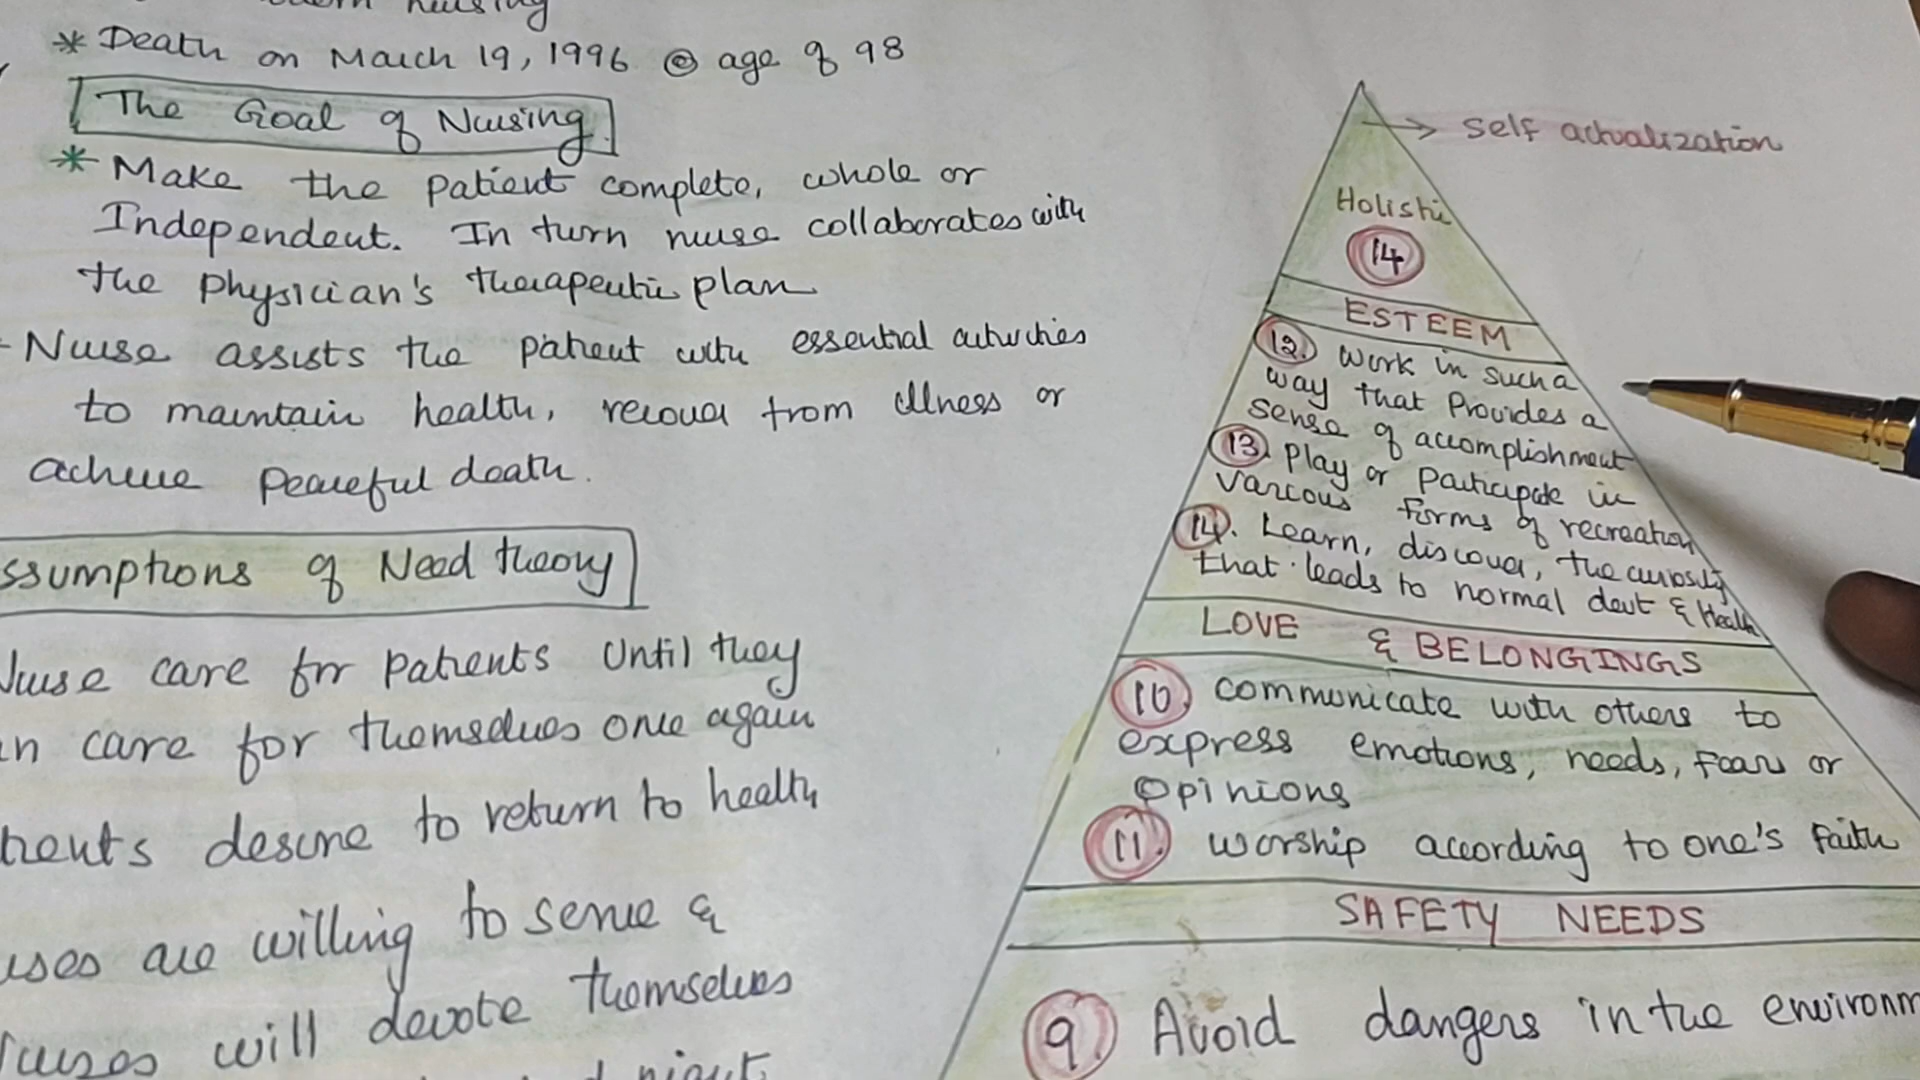 * Death on March 19, 1996 @ age of 98
The Goal of Nursing.
* Make the patient complete, whole or
Independent. In turn nurse collaborates with
the physician's therapeutic plan
Nurse assists the patient with essential activities
to maintain health, recover from illness or
achieve peaceful death.
ssumptions of Need theory
Nurse care for patients Until they
care for themselves once again
desire to return to health
are willing to serve &
will devote themselves
Self actualization
Holistic
14
ESTEEM
12. Work in such a
way that Provides a
sense of accomplishment
13. Play or Participate in
various forms of recreation
14. Learn, discover, the curiosity
that leads to normal devt & Health
LOVE & BELONGINGS
10. communicate with others to
express emotions, needs, Fears or
opinions
11. worship according to one's Faith
SAFETY NEEDS
9. Avoid dangers in the environm